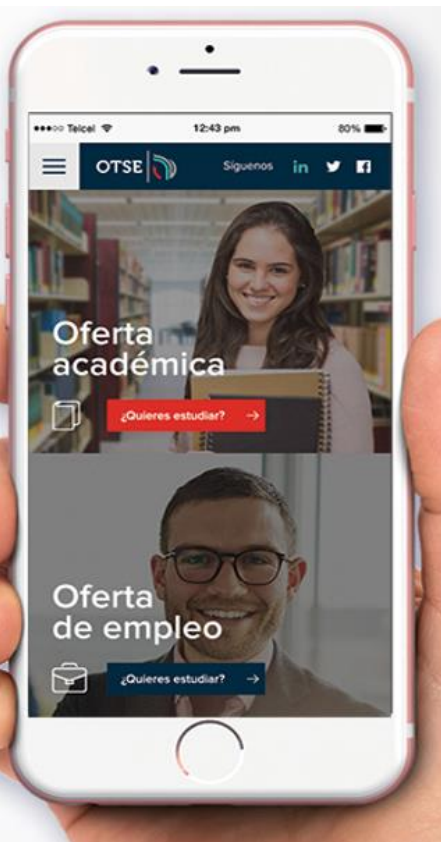 Telcel 12:43 pm 80%
OTSE Síguenos in
Oferta
académica
¿Quieres estudiar?
Oferta
de empleo
¿Quieres estudiar?